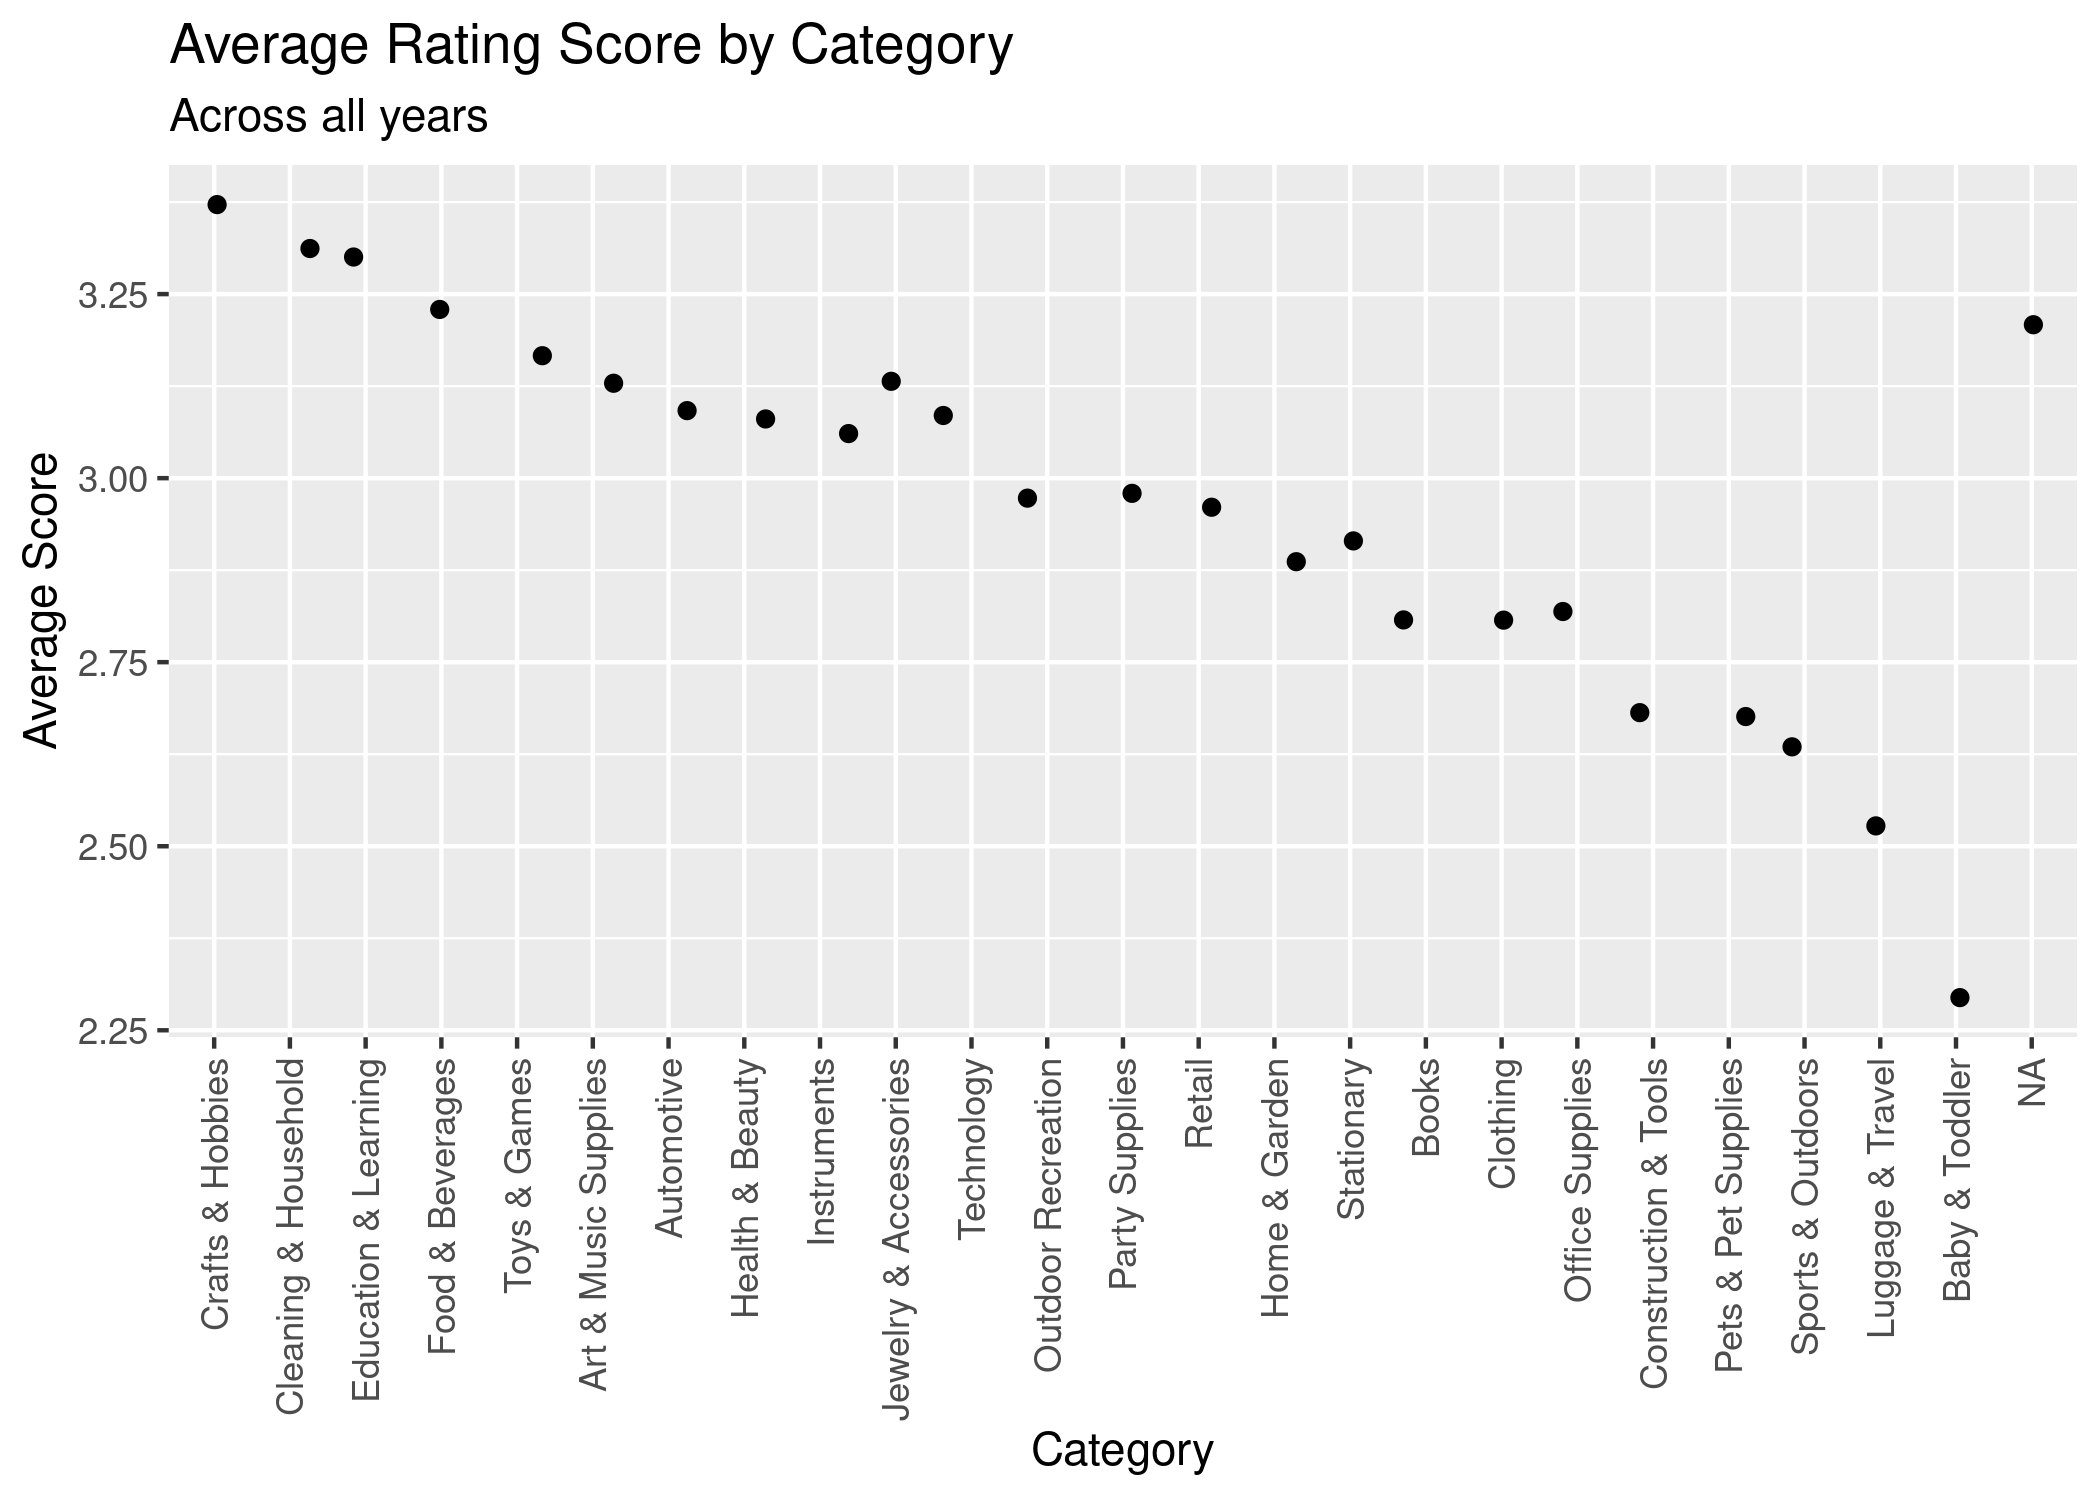 Average Rating Score by Category
Across all years
Average Score
3.25
3.00
2.75
2.50
2.25
Crafts & Hobbies
Cleaning & Household
Education & Learning
Food & Beverages
Toys & Games
Art & Music Supplies
Automotive
Health & Beauty
Instruments
Jewelry & Accessories
Technology
Outdoor Recreation
Party Supplies
Retail
Home & Garden
Stationary
Books
Clothing
Office Supplies
Construction & Tools
Pets & Pet Supplies
Sports & Outdoors
Luggage & Travel
Baby & Toddler
NA
Category